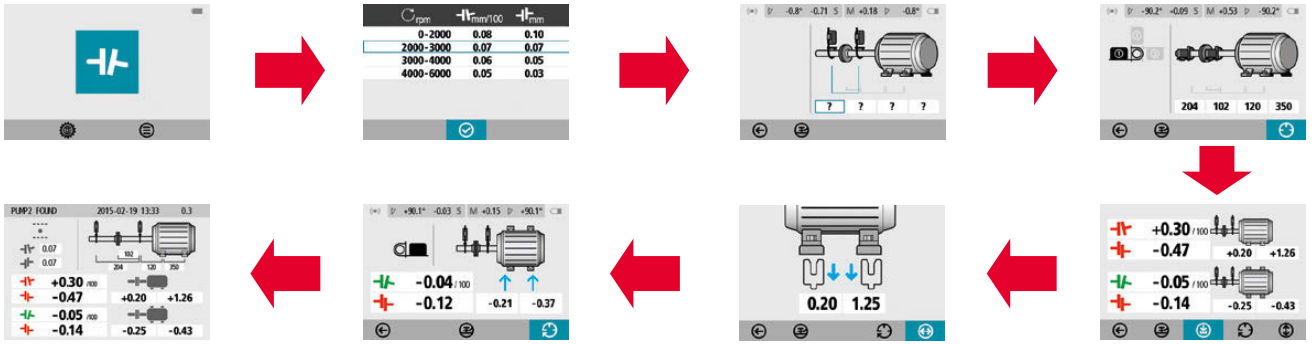 rpm mm/100 mm
0-2000 0.08 0.10
2000-3000 0.07 0.07
3000-4000 0.06 0.05
4000-6000 0.05 0.03
-0.8° -0.71 S M +0.18 -0.8°
? ? ? ?
-90.2° +0.09 S M +0.53 -90.2°
204 102 120 350
+0.30 /100
-0.47
+0.20 +1.26
-0.05 /100
-0.14
-0.25 -0.43
0.20 1.25
+90.1° -0.03 S M +0.15 +90.1°
-0.04 /100
-0.12
-0.21 -0.37
PUMP2 FOUND 2015-02-19 13:33 0.3
0.07
0.07
102
204 120 350
+0.30 /100
-0.47
+0.20 +1.26
-0.05 /100
-0.14
-0.25 -0.43